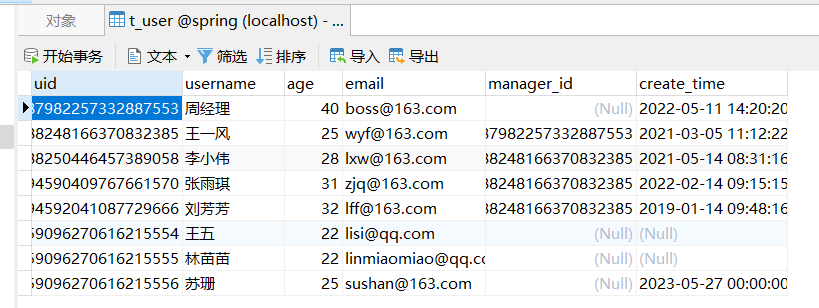 对象 t_user @spring (localhost) - ...
开始事务 文本 筛选 排序 导入 导出
uid username age email manager_id create_time
37982257332887553 周经理 40 boss@163.com (Null) 2022-05-11 14:20:20
38248166370832385 王一风 25 wyf@163.com 37982257332887553 2021-03-05 11:12:22
38250446457389058 李小伟 28 lxw@163.com 38248166370832385 2021-05-14 08:31:16
94590409767661570 张雨琪 31 zjq@163.com 38248166370832385 2022-02-14 09:15:15
94592041087729666 刘芳芳 32 lff@163.com 38248166370832385 2019-01-14 09:48:16
59096270616215554 王五 22 lisi@qq.com (Null) (Null)
59096270616215555 林苗苗 22 linmiaomiao@qq.co (Null) (Null)
59096270616215556 苏珊 25 sushan@163.com (Null) 2023-05-27 00:00:00